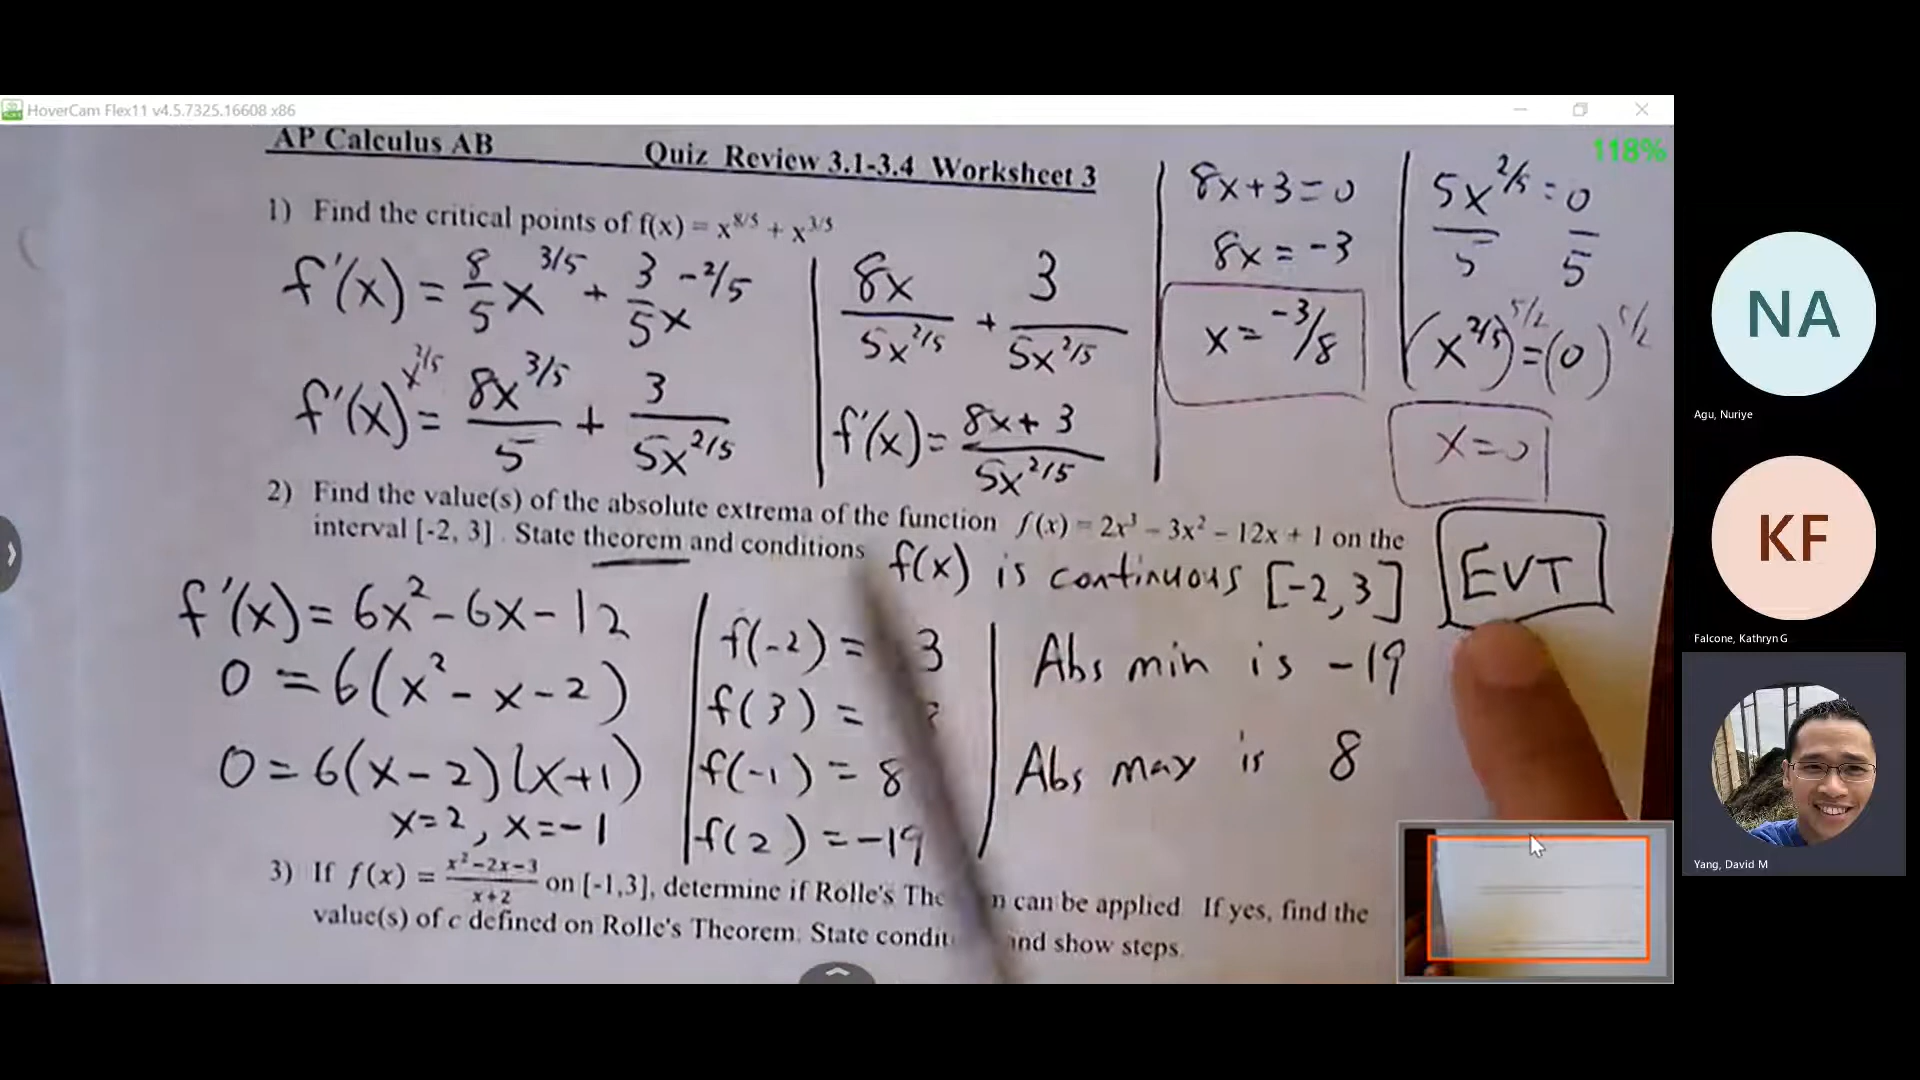 HoverCam Flex11 v4.5.7325.16608 x86
118%
AP Calculus AB
Quiz Review 3.1-3.4 Worksheet 3
1) Find the critical points of f(x) = x^8/5 + x^3/5
f'(x) = 8/5 x^3/5 + 3/5 x^-2/5
f'(x) = 8x^3/5 / 5 + 3 / 5x^2/5
x^2/5
8x / 5x^2/5 + 3 / 5x^2/5
f'(x) = 8x + 3 / 5x^2/5
8x + 3 = 0
8x = -3
x = -3/8
5x^2/5 = 0
5 5
(x^2/5)^5/2 = (0)^5/2
x = 0
2) Find the value(s) of the absolute extrema of the function f(x) = 2x³ – 3x² – 12x + 1 on the
interval [-2, 3]. State theorem and conditions
f(x) is continuous [-2, 3]
EVT
f'(x) = 6x² - 6x - 12
0 = 6(x² - x - 2)
0 = 6(x - 2)(x + 1)
x = 2, x = -1
f(-2) = 3
f(3) =
f(-1) = 8
f(2) = -19
Abs min is -19
Abs max is 8
3) If f(x) = x²-2x-3 / x+2 on [-1,3], determine if Rolle's can be applied If yes, find the
value(s) of c defined on Rolle's Theorem. State and show steps.
NA
Agu, Nuriye
KF
Falcone, Kathryn G
Yang, David M